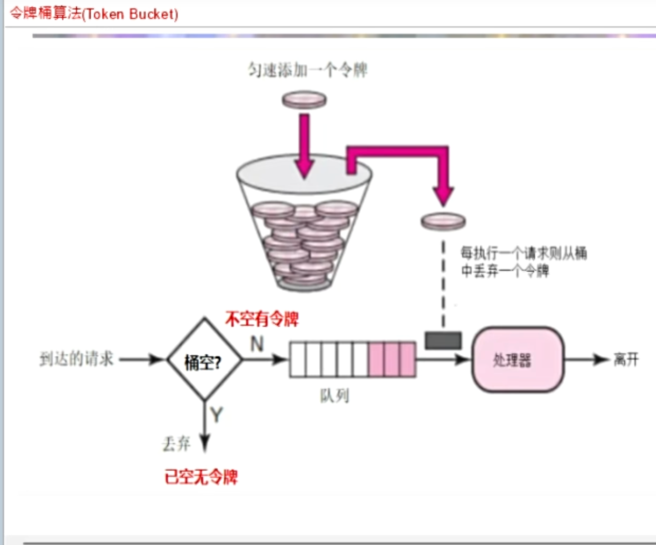 令牌桶算法(Token Bucket)
匀速添加一个令牌
每执行一个请求则从桶
中丢弃一个令牌
不空有令牌
到达的请求
桶空?
N
处理器
离开
队列
Y
丢弃
已空无令牌